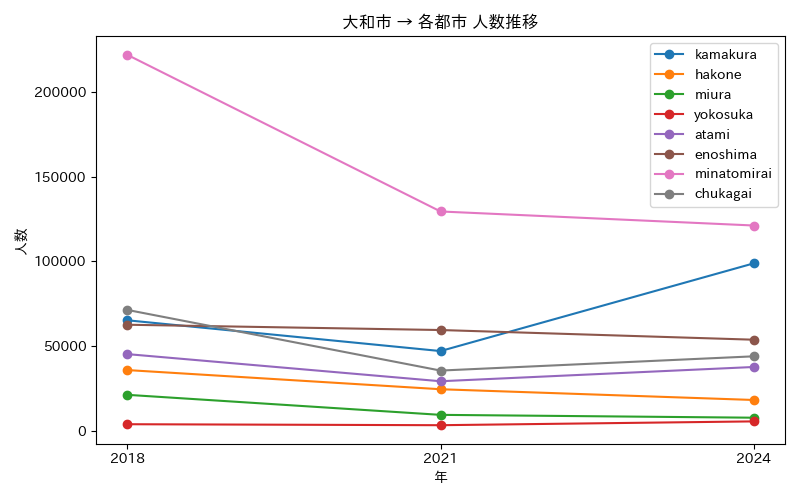 大和市 → 各都市 人数推移
人数
200000
150000
100000
50000
0
2018
2021
2024
年
kamakura
hakone
miura
yokosuka
atami
enoshima
minatomirai
chukagai